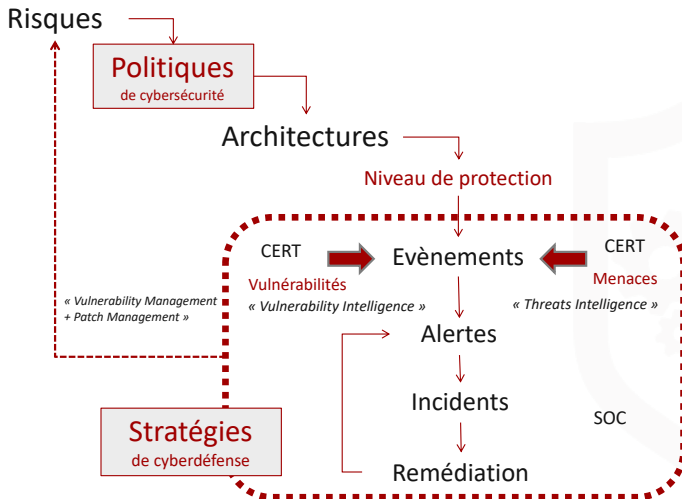 Risques
Politiques
de cybersécurité
Architectures
Niveau de protection
CERT
Evènements
CERT
Vulnérabilités
Menaces
« Vulnerability Management
+ Patch Management »
« Vulnerability Intelligence »
« Threats Intelligence »
Alertes
Incidents
SOC
Stratégies
de cyberdéfense
Remédiation